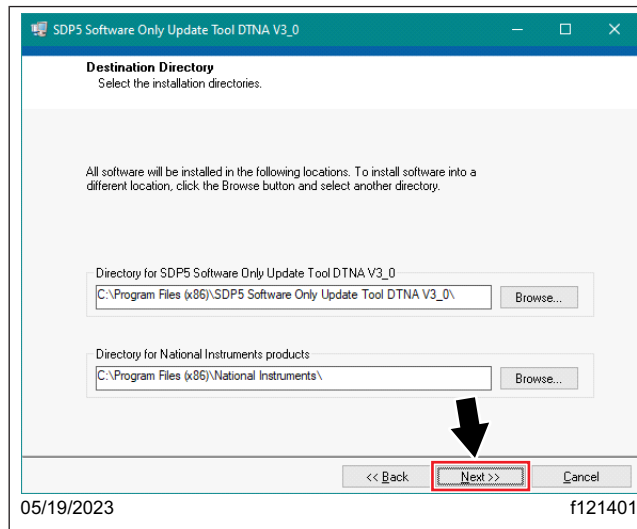 SDP5 Software Only Update Tool DTNA V3_0
Destination Directory
Select the installation directories.
All software will be installed in the following locations. To install software into a
different location, click the Browse button and select another directory.
Directory for SDP5 Software Only Update Tool DTNA V3_0
C:\Program Files (x86)\SDP5 Software Only Update Tool DTNA V3_0\
Browse...
Directory for National Instruments products
C:\Program Files (x86)\National Instruments\
Browse...
<< Back Next >> Cancel
05/19/2023 f121401